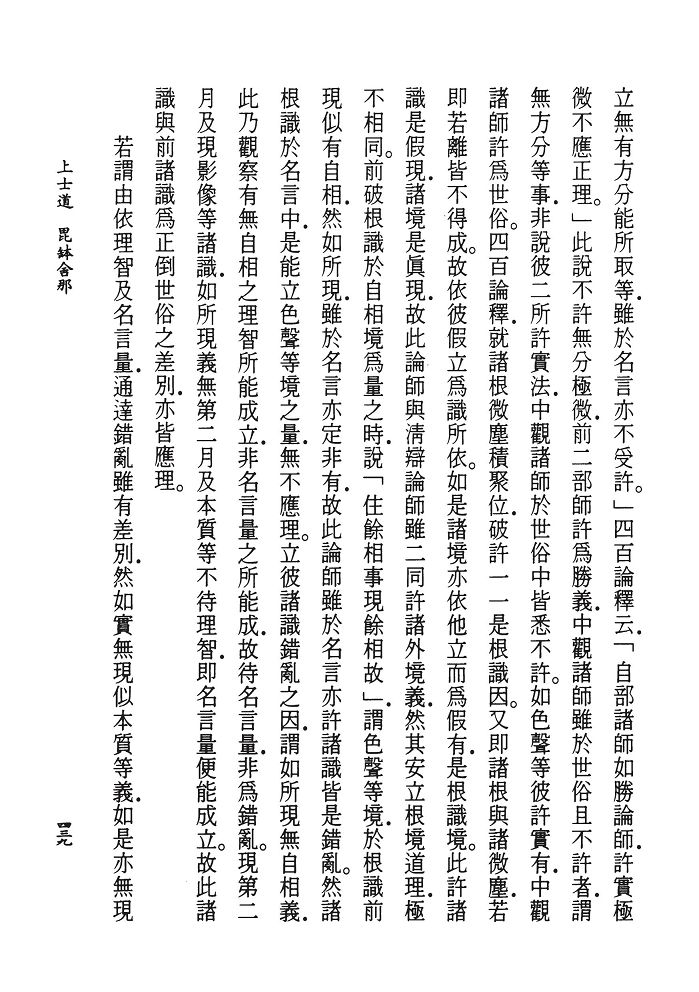 立無有方分能所取等．雖於名言亦不受許。」四百論釋云．「自部諸師如勝論師．許實極
微不應正理。」此說不許無分極微．前二部師許爲勝義．中觀諸師雖於世俗且不許者．謂
無方分等事．非說彼二所許實法．中觀諸師於世俗中皆悉不許。如色聲等彼許實有．中觀
諸師許爲世俗。四百論釋．就諸根微塵積聚位．破許一一是根識因。又即諸根與諸微塵．若
即若離皆不得成。故依彼假立爲識所依。如是諸境亦依他立而爲假有．是根識境。此許諸
識是假現．諸境是眞現．故此論師與淸辯論師雖二同許諸外境義．然其安立根境道理．極
不相同。前破根識於自相境爲量之時．說「住餘相事現餘相故」．謂色聲等境．於根識前
現似有自相．然如所現．雖於名言亦定非有．故此論師雖於名言亦許諸識皆是錯亂。然諸
根識於名言中．是能立色聲等境之量．無不應理。立彼諸識錯亂之因．謂如所現無自相義．
此乃觀察有無自相之理智所能成立．非名言量之所能成．故待名言量．非爲錯亂。現第二
月及現影像等諸識．如所現義無第二月及本質等不待理智．即名言量便能成立。故此諸
識與前諸識爲正倒世俗之差別．亦皆應理。
若謂由依理智及名言量．通達錯亂雖有差別．然如實無現似本質等義．如是亦無現
上士道 毘鉢舍那
四三九